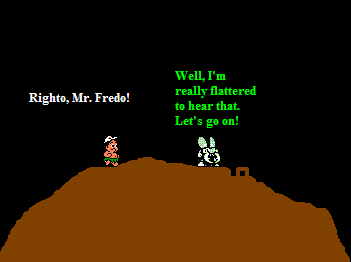 Righto, Mr. Fredo!
Well, I'm
really flattered
to hear that.
Let's go on!